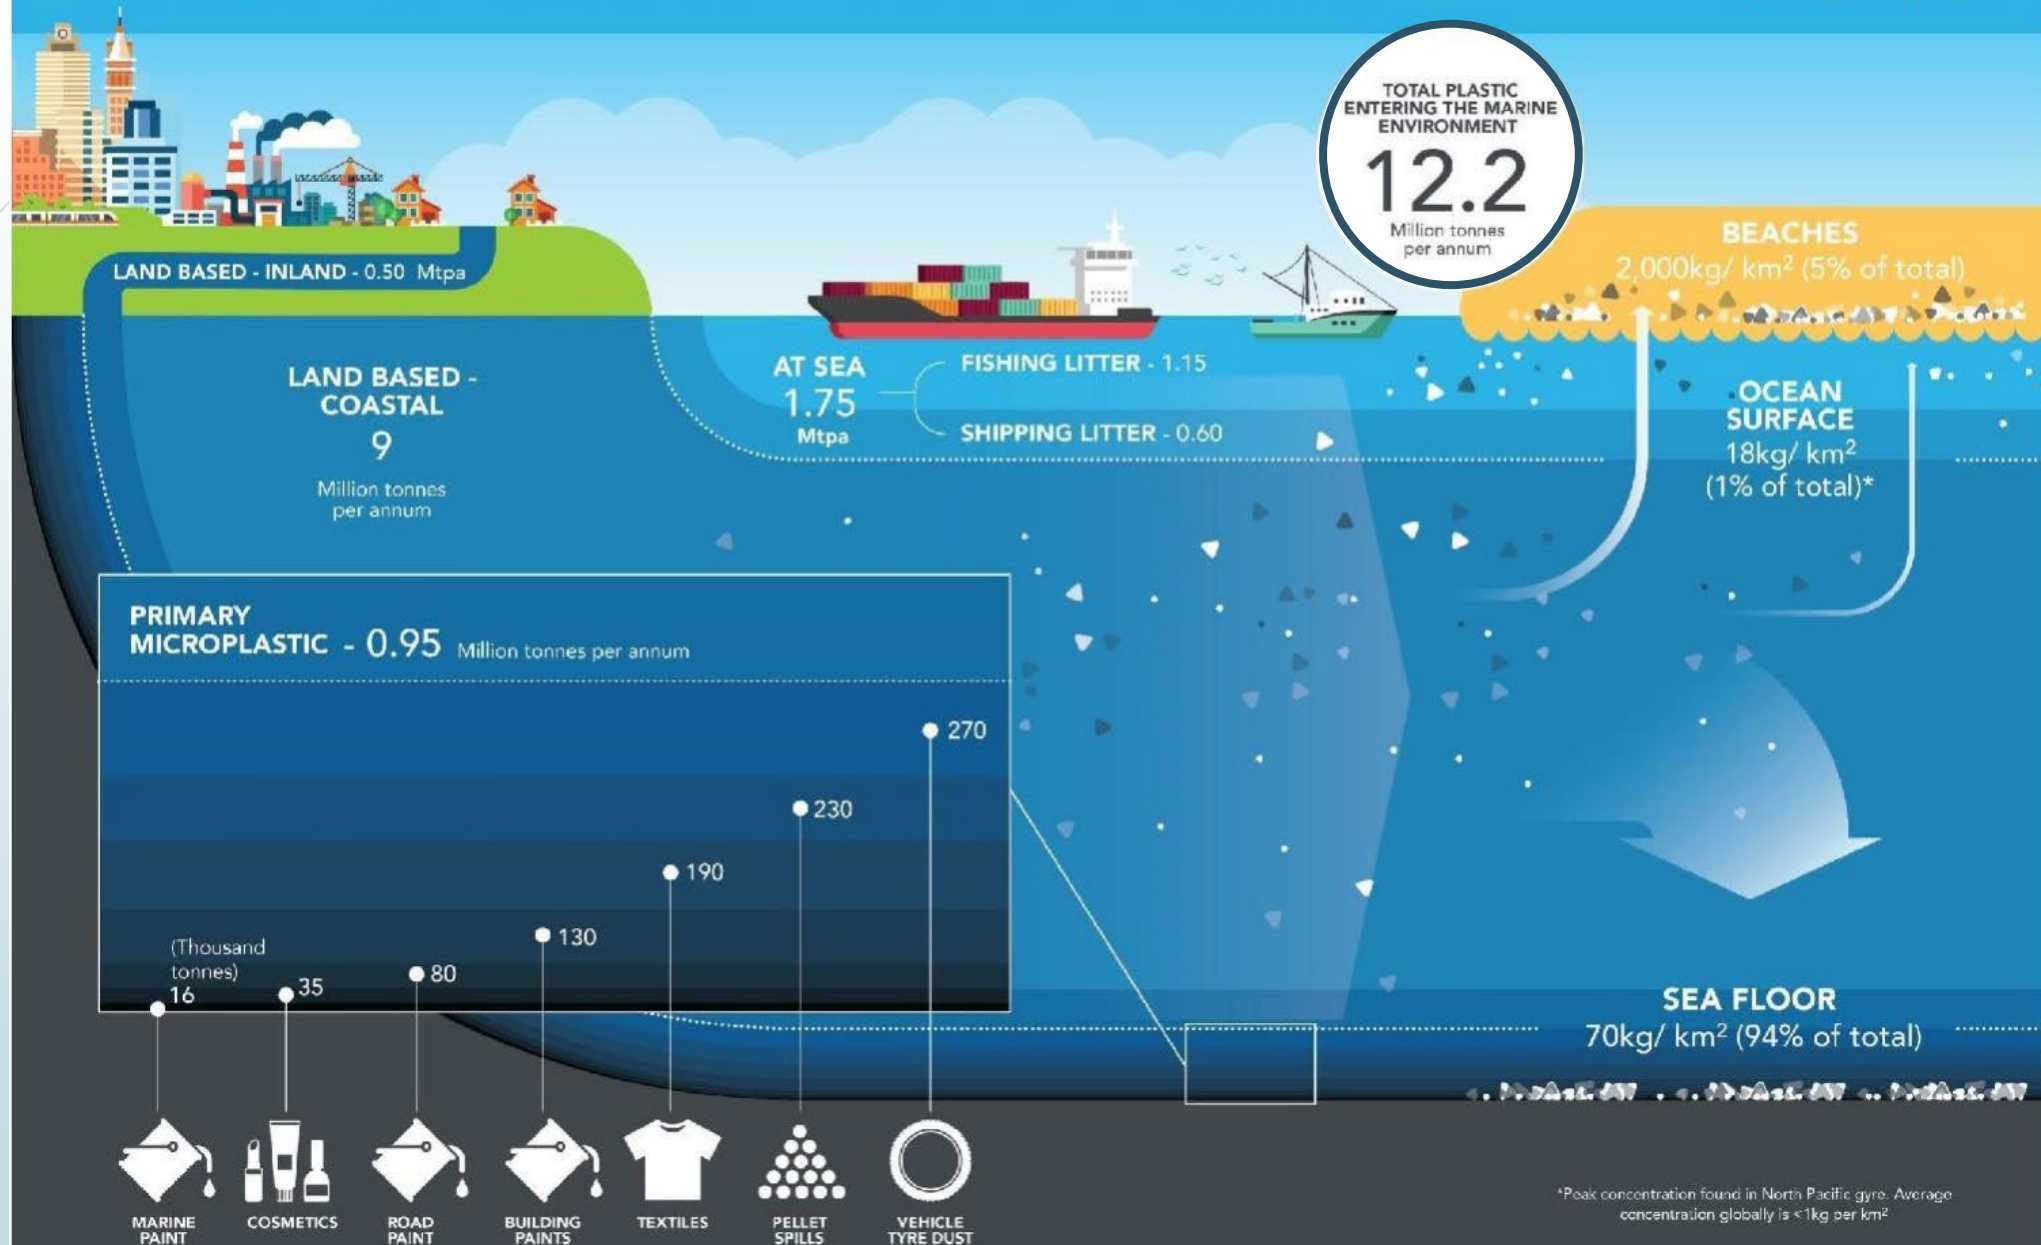 TOTAL PLASTIC
ENTERING THE MARINE
ENVIRONMENT
12.2
Million tonnes
per annum
BEACHES
2,000kg/ km² (5% of total)
LAND BASED - INLAND - 0.50 Mtpa
LAND BASED -
COASTAL
9
Million tonnes
per annum
AT SEA
1.75
Mtpa
FISHING LITTER - 1.15
SHIPPING LITTER - 0.60
OCEAN
SURFACE
18kg/ km²
(1% of total)*
PRIMARY
MICROPLASTIC - 0.95 Million tonnes per annum
270
230
190
130
80
35
(Thousand
tonnes)
16
SEA FLOOR
70kg/ km² (94% of total)
MARINE
PAINT
COSMETICS
ROAD
PAINT
BUILDING
PAINTS
TEXTILES
PELLET
SPILLS
VEHICLE
TYRE DUST
*Peak concentration found in North Pacific gyre. Average
concentration globally is <1kg per km²